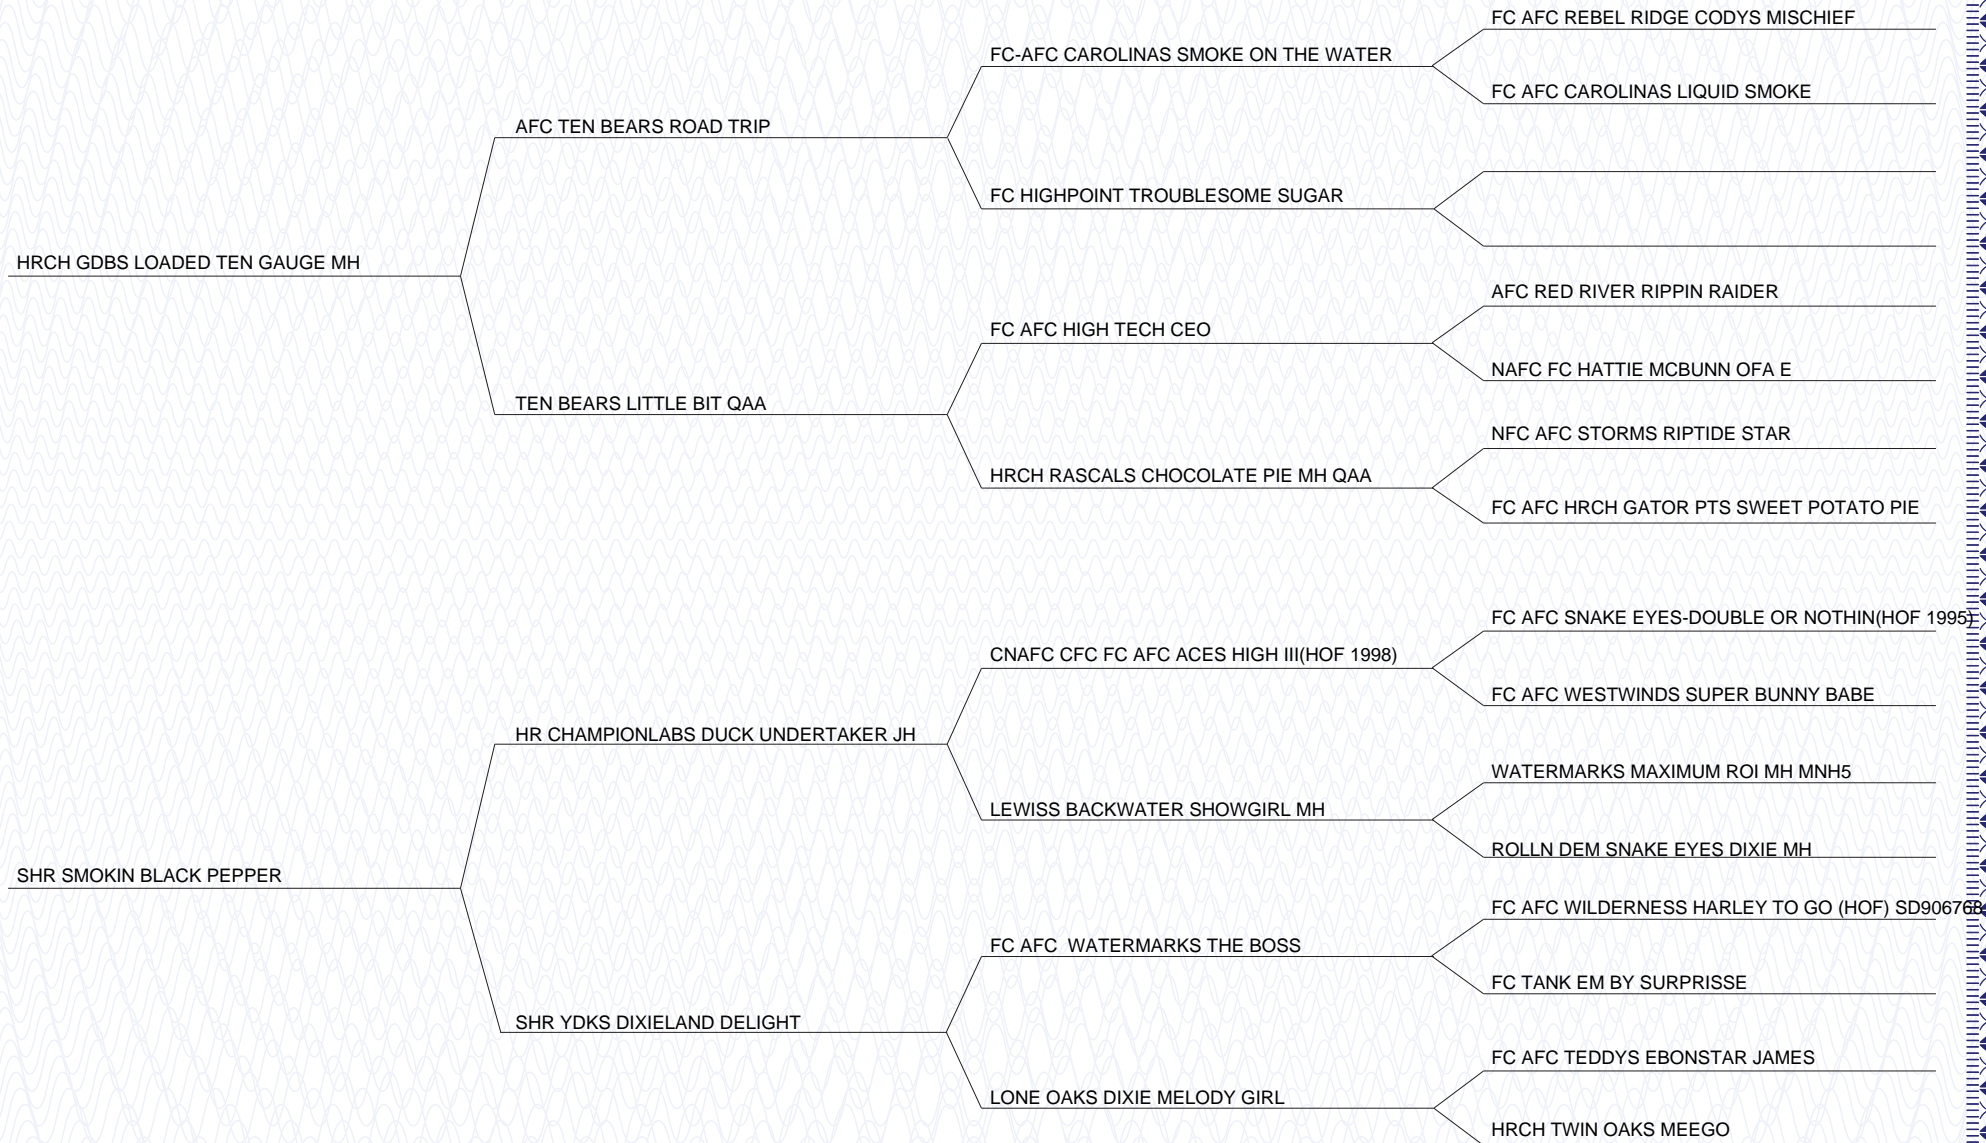 FC AFC REBEL RIDGE CODYS MISCHIEF
FC-AFC CAROLINAS SMOKE ON THE WATER
FC AFC CAROLINAS LIQUID SMOKE
AFC TEN BEARS ROAD TRIP
FC HIGHPOINT TROUBLESOME SUGAR
HRCH GDBS LOADED TEN GAUGE MH
AFC RED RIVER RIPPIN RAIDER
FC AFC HIGH TECH CEO
NAFC FC HATTIE MCBUNN OFA E
TEN BEARS LITTLE BIT QAA
NFC AFC STORMS RIPTIDE STAR
HRCH RASCALS CHOCOLATE PIE MH QAA
FC AFC HRCH GATOR PTS SWEET POTATO PIE
FC AFC SNAKE EYES-DOUBLE OR NOTHIN(HOF 1995)
CNAFC CFC FC AFC ACES HIGH III(HOF 1998)
FC AFC WESTWINDS SUPER BUNNY BABE
HR CHAMPIONLABS DUCK UNDERTAKER JH
WATERMARKS MAXIMUM ROI MH MNH5
LEWISS BACKWATER SHOWGIRL MH
ROLLN DEM SNAKE EYES DIXIE MH
SHR SMOKIN BLACK PEPPER
FC AFC WILDERNESS HARLEY TO GO (HOF) SD906768
FC AFC  WATERMARKS THE BOSS
FC TANK EM BY SURPRISSE
SHR YDKS DIXIELAND DELIGHT
FC AFC TEDDYS EBONSTAR JAMES
LONE OAKS DIXIE MELODY GIRL
HRCH TWIN OAKS MEEGO